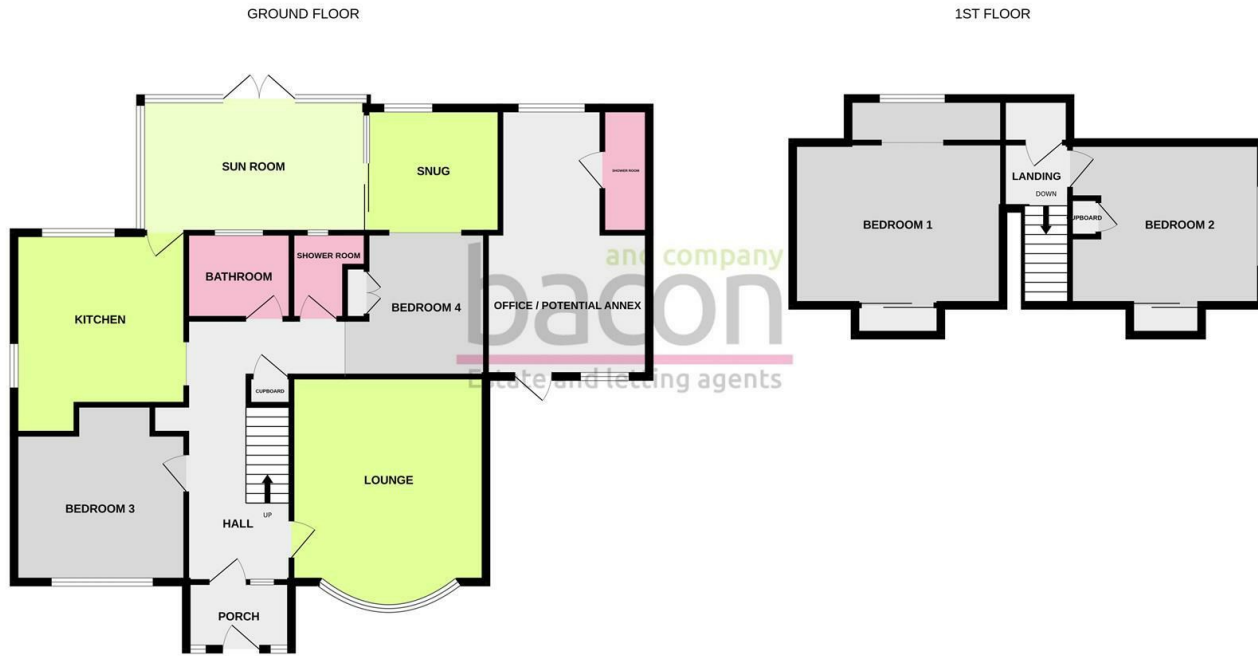 GROUND FLOOR
1ST FLOOR
SUN ROOM
SNUG
SHOWER ROOM
BATHROOM
SHOWER ROOM
KITCHEN
BEDROOM 4
OFFICE / POTENTIAL ANNEX
CUPBOARD
LOUNGE
BEDROOM 3
UP
HALL
PORCH
LANDING
DOWN
BEDROOM 1
CUPBOARD
BEDROOM 2
and company
bacon
Estate and letting agents